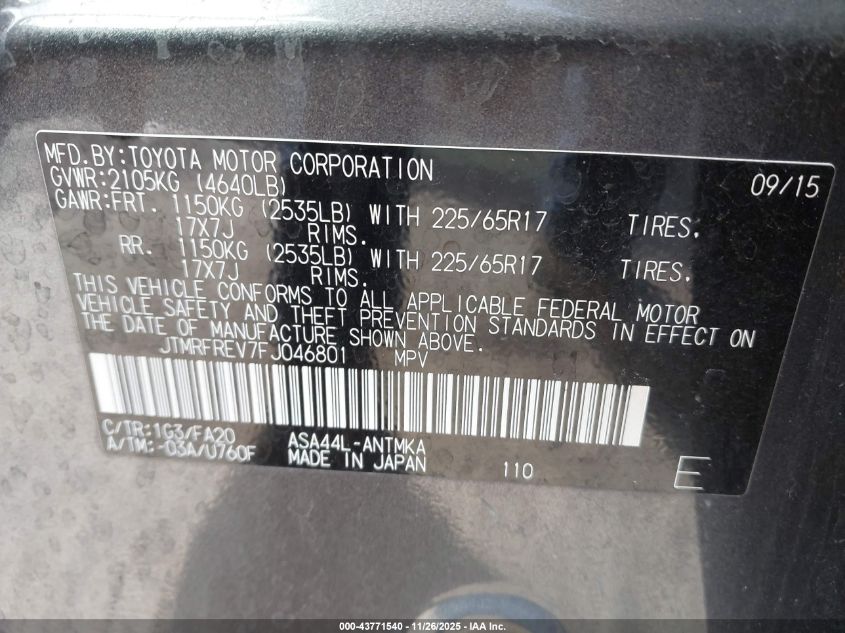 MFD.BY:TOYOTA MOTOR CORPORATION 09/15
GVWR:2105KG (4640LB)
GAWR:FRT. 1150KG (2535LB) WITH 225/65R17 TIRES.
17X7J RIMS.
RR. 1150KG (2535LB) WITH 225/65R17 TIRES.
17X7J RIMS.
THIS VEHICLE CONFORMS TO ALL APPLICABLE FEDERAL MOTOR
VEHICLE SAFETY AND THEFT PREVENTION STANDARDS IN EFFECT ON
THE DATE OF MANUFACTURE SHOWN ABOVE.
JTMRFREV7FJ046801 MPV
C/TR:1G3/FA20 ASA44L-ANTMKA
A/TM:-03A/U760F MADE IN JAPAN 110 E
000-43771540 - 11/26/2025 - IAA Inc.